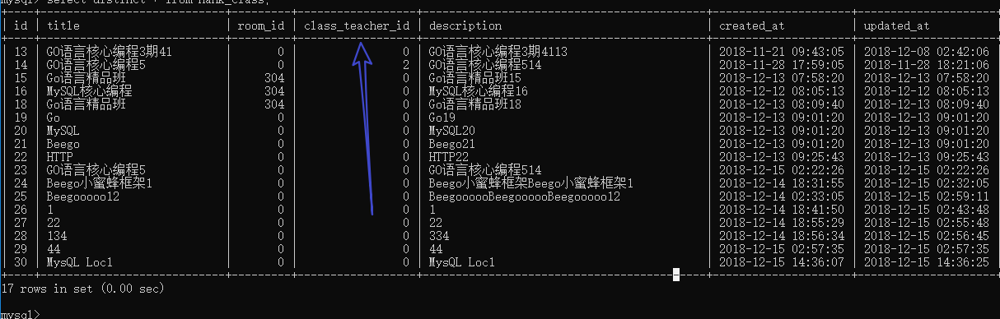 mysql> select distinct * from hank_class;
| id | title | room_id | class_teacher_id | description | created_at | updated_at |
| 13 | GO语言核心编程3期41 | 0 | 0 | GO语言核心编程3期4113 | 2018-11-21 09:43:05 | 2018-12-08 02:42:06 |
| 14 | GO语言核心编程5 | 0 | 2 | GO语言核心编程514 | 2018-11-28 17:59:05 | 2018-11-28 18:21:06 |
| 15 | Go语言精品班 | 304 | 0 | Go语言精品班15 | 2018-12-13 07:58:20 | 2018-12-13 07:58:20 |
| 16 | MySQL核心编程 | 304 | 0 | MySQL核心编程16 | 2018-12-12 08:05:13 | 2018-12-12 08:05:13 |
| 18 | Go语言精品班 | 304 | 0 | Go语言精品班18 | 2018-12-13 08:09:40 | 2018-12-13 08:09:40 |
| 19 | Go | 0 | 0 | Go19 | 2018-12-13 09:01:20 | 2018-12-13 09:01:20 |
| 20 | MySQL | 0 | 0 | MySQL20 | 2018-12-13 09:01:20 | 2018-12-13 09:01:20 |
| 21 | Beego | 0 | 0 | Beego21 | 2018-12-13 09:01:20 | 2018-12-13 09:01:20 |
| 22 | HTTP | 0 | 0 | HTTP22 | 2018-12-13 09:25:43 | 2018-12-13 09:25:43 |
| 23 | GO语言核心编程5 | 0 | 0 | GO语言核心编程514 | 2018-12-15 02:22:26 | 2018-12-15 02:22:26 |
| 24 | Beego小蜜蜂框架1 | 0 | 0 | Beego小蜜蜂框架Beego小蜜蜂框架1 | 2018-12-14 18:31:55 | 2018-12-15 02:32:05 |
| 25 | Beegooooo12 | 0 | 0 | BeegoooooBeegoooooBeegooooo12 | 2018-12-14 02:33:05 | 2018-12-15 02:59:11 |
| 26 | 1 | 0 | 0 | 1 | 2018-12-14 18:41:50 | 2018-12-15 02:43:48 |
| 27 | 22 | 0 | 0 | 22 | 2018-12-14 18:55:29 | 2018-12-15 02:55:48 |
| 28 | 134 | 0 | 0 | 334 | 2018-12-14 18:56:34 | 2018-12-15 02:56:45 |
| 29 | 44 | 0 | 0 | 44 | 2018-12-15 02:57:35 | 2018-12-15 02:57:35 |
| 30 | MysQL Loc1 | 0 | 0 | MysQL Loc1 | 2018-12-15 14:36:07 | 2018-12-15 14:36:25 |
17 rows in set (0.00 sec)
mysql>